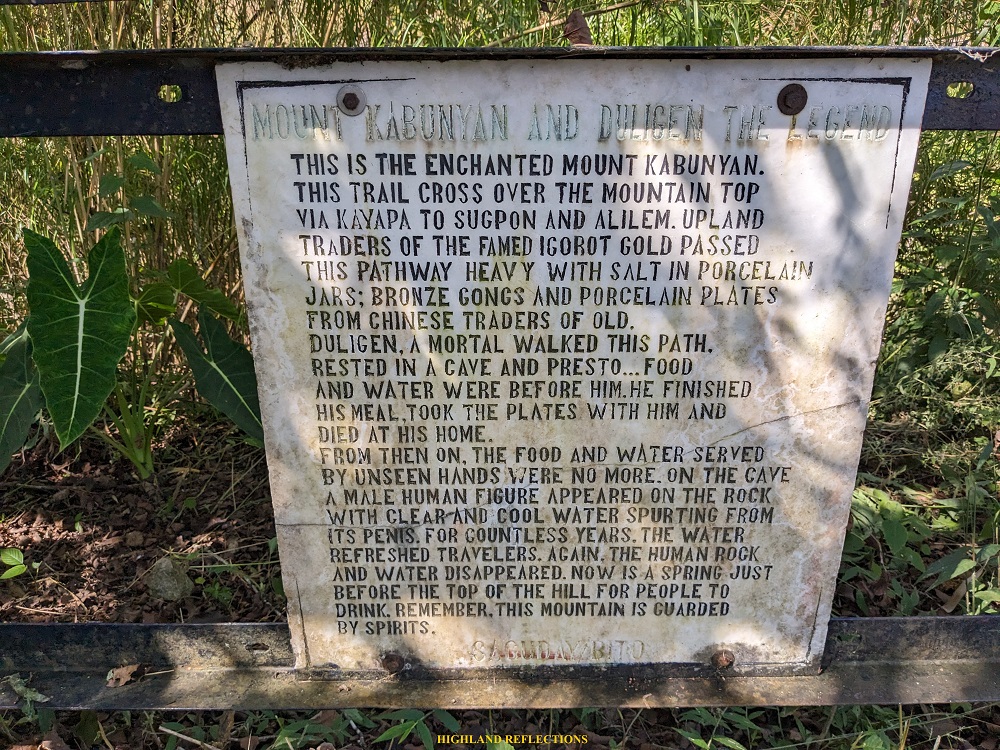 MOUNT KABUNYAN AND DULIGEN THE LEGEND
THIS IS THE ENCHANTED MOUNT KABUNYAN.
THIS TRAIL CROSS OVER THE MOUNTAIN TOP
VIA KAYAPA TO SUGPON AND ALILEM. UPLAND
TRADERS OF THE FAMED IGOROT GOLD PASSED
THIS PATHWAY HEAVY WITH SALT IN PORCELAIN
JARS; BRONZE GONGS AND PORCELAIN PLATES
FROM CHINESE TRADERS OF OLD.
DULIGEN, A MORTAL WALKED THIS PATH,
RESTED IN A CAVE AND PRESTO... FOOD
AND WATER WERE BEFORE HIM. HE FINISHED
HIS MEAL, TOOK THE PLATES WITH HIM AND
DIED AT HIS HOME.
FROM THEN ON, THE FOOD AND WATER SERVED
BY UNSEEN HANDS WERE NO MORE. ON THE CAVE
A MALE HUMAN FIGURE APPEARED ON THE ROCK
WITH CLEAR AND COOL WATER SPURTING FROM
ITS PENIS. FOR COUNTLESS YEARS, THE WATER
REFRESHED TRAVELERS. AGAIN, THE HUMAN ROCK
AND WATER DISAPPEARED. NOW IS A SPRING JUST
BEFORE THE TOP OF THE HILL FOR PEOPLE TO
DRINK. REMEMBER, THIS MOUNTAIN IS GUARDED
BY SPIRITS.
HIGHLAND REFLECTIONS